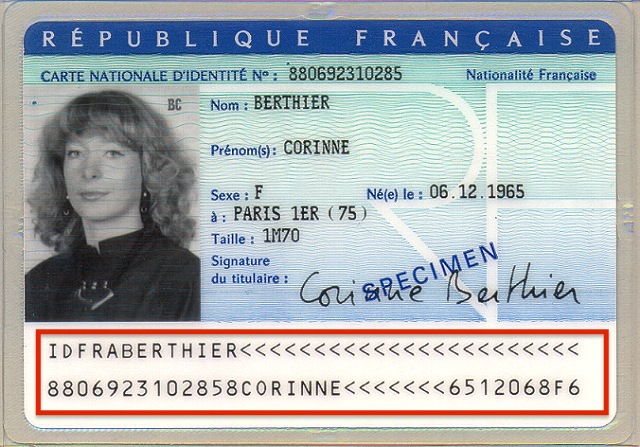 RÉPUBLIQUE FRANÇAISE
CARTE NATIONALE D'IDENTITÉ Nº : 880692310285 Nationalité Française
BC Nom : BERTHIER
Prénom(s) : CORINNE
Sexe : F Né(e) le : 06.12.1965
à : PARIS 1ER (75)
Taille : 1M70
Signature
du titulaire : Corinne Berthier
SPECIMEN
IDFRABERTHIER<<<<<<<<<<<<<<<<<<<<<<<
8806923102858CORINNE<<<<<<<6512068F6